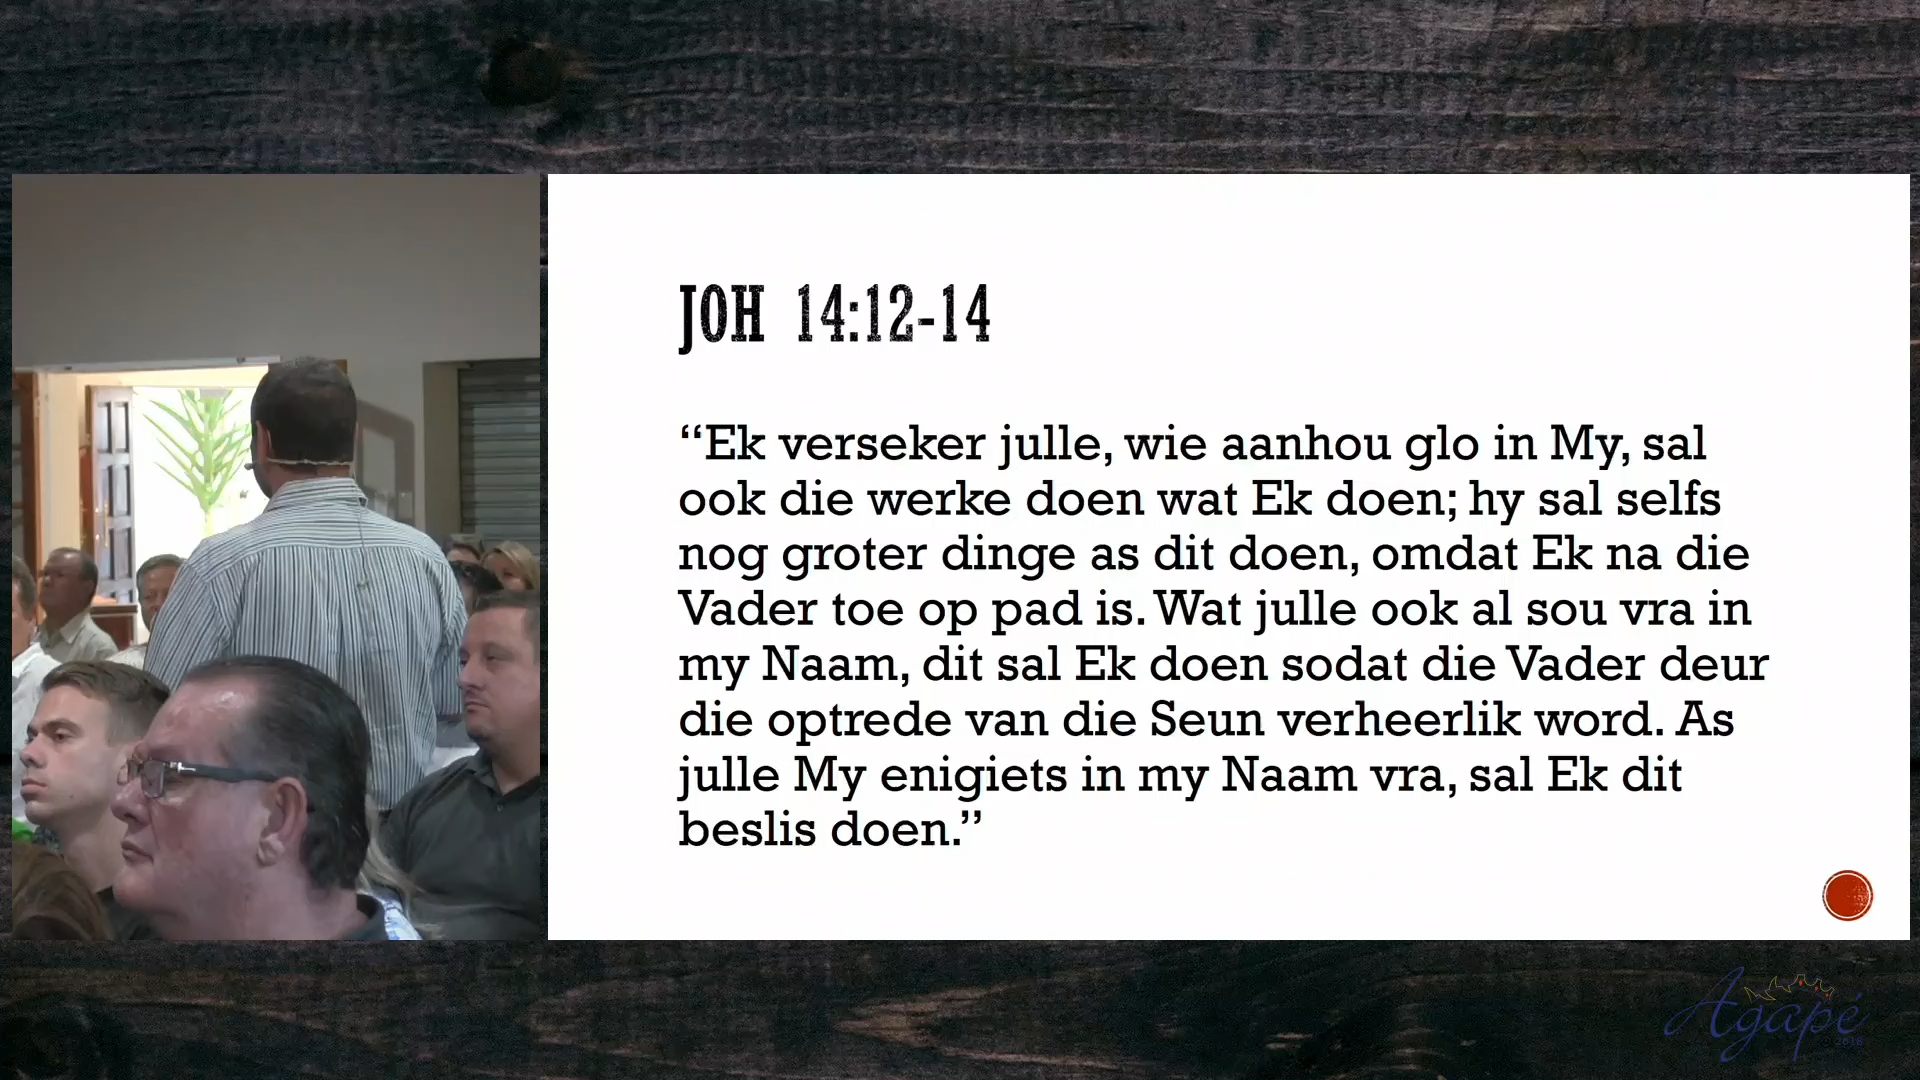 JOH 14:12-14
“Ek verseker julle, wie aanhou glo in My, sal
ook die werke doen wat Ek doen; hy sal selfs
nog groter dinge as dit doen, omdat Ek na die
Vader toe op pad is. Wat julle ook al sou vra in
my Naam, dit sal Ek doen sodat die Vader deur
die optrede van die Seun verheerlik word. As
julle My enigiets in my Naam vra, sal Ek dit
beslis doen.”
Agapé
2018